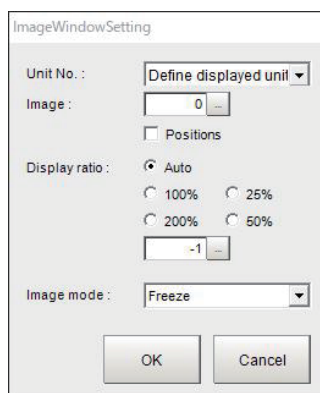 ImageWindowSetting
Unit No. : Define displayed unit
Image : 0 ...
Positions
Display ratio : Auto
100% 25%
200% 50%
-1 ...
Image mode : Freeze
OK Cancel